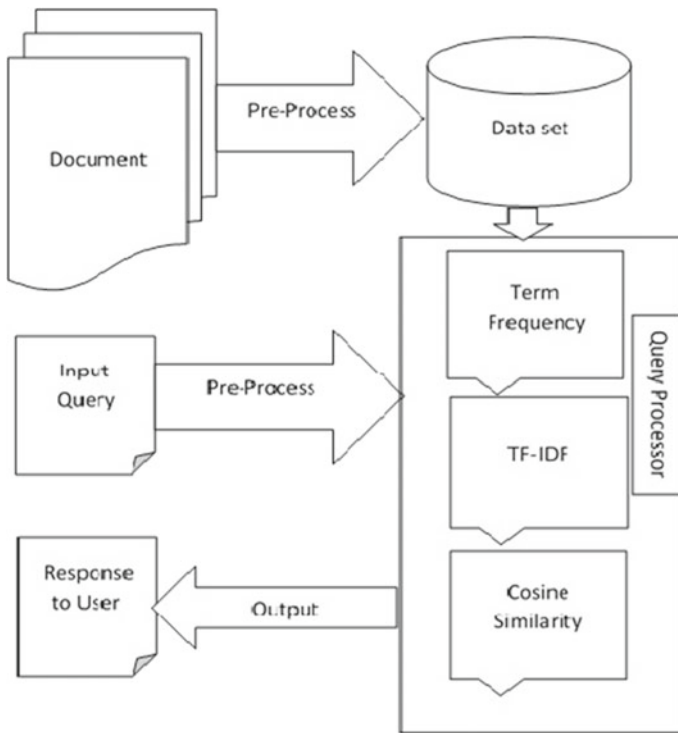 Document
Pre-Process
Data set
Input
Query
Pre-Process
Term
Frequency
Query Processor
TF-IDF
Response
to User
Output
Cosine
Similarity